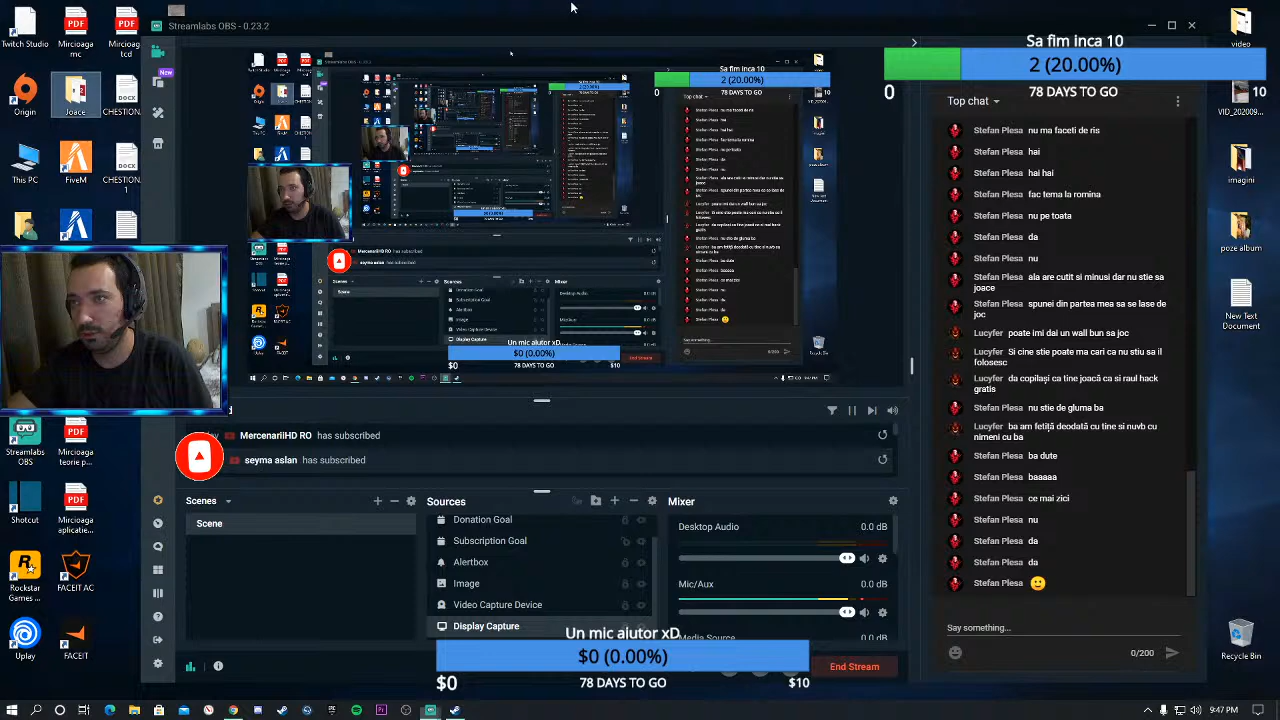 Streamlabs OBS - 0.23.2
Twitch Studio
Mircioaga mc
Mircioaga tcd
Origin
Joace
CHESTION
This PC
FiveM
CHESTION
Streamlabs OBS
Mircioaga teorie p...
Shotcut
Mircioaga aplicatie...
Rockstar Games ...
FACEIT AC
Uplay
FACEIT
New
MercenariiHD RO has subscribed
seyma aslan has subscribed
Scenes
Scene
Sources
Donation Goal
Subscription Goal
Alertbox
Image
Video Capture Device
Display Capture
Mixer
Desktop Audio
0.0 dB
Mic/Aux
0.0 dB
Media Source
0.0 dB
Un mic ajutor xD
$0 (0.00%)
$0
78 DAYS TO GO
$10
End Stream
Sa fim inca 10
2 (20.00%)
0
78 DAYS TO GO
10
Top chat
Stefan Plesa nu ma faceti de ris
Stefan Plesa hai
Stefan Plesa hai hai
Stefan Plesa fac tema la romina
Stefan Plesa nu pe toata
Stefan Plesa da
Stefan Plesa nu
Stefan Plesa ala are cutit si minusi dar nu stie sa
joace
Stefan Plesa spunei din partea mea sa se lase de
joc
Lucyfer poate imi dai un wall bun sa joc
Lucyfer Si cine stie poate ma cari ca nu stiu sa il
folosesc
Lucyfer da copilași ca tine joacă ca si raul hack
gratis
Stefan Plesa nu stie de gluma ba
Lucyfer ba am fetiță deodată cu tine si nuvb cu
nimeni cu ba
Stefan Plesa ba dute
Stefan Plesa baaaaa
Stefan Plesa ce mai zici
Stefan Plesa nu
Stefan Plesa da
Stefan Plesa da
Stefan Plesa 🙂
Say something...
0/200
video
VID_202009...
imagini
poze album
New Text Document
Recycle Bin
9:47 PM